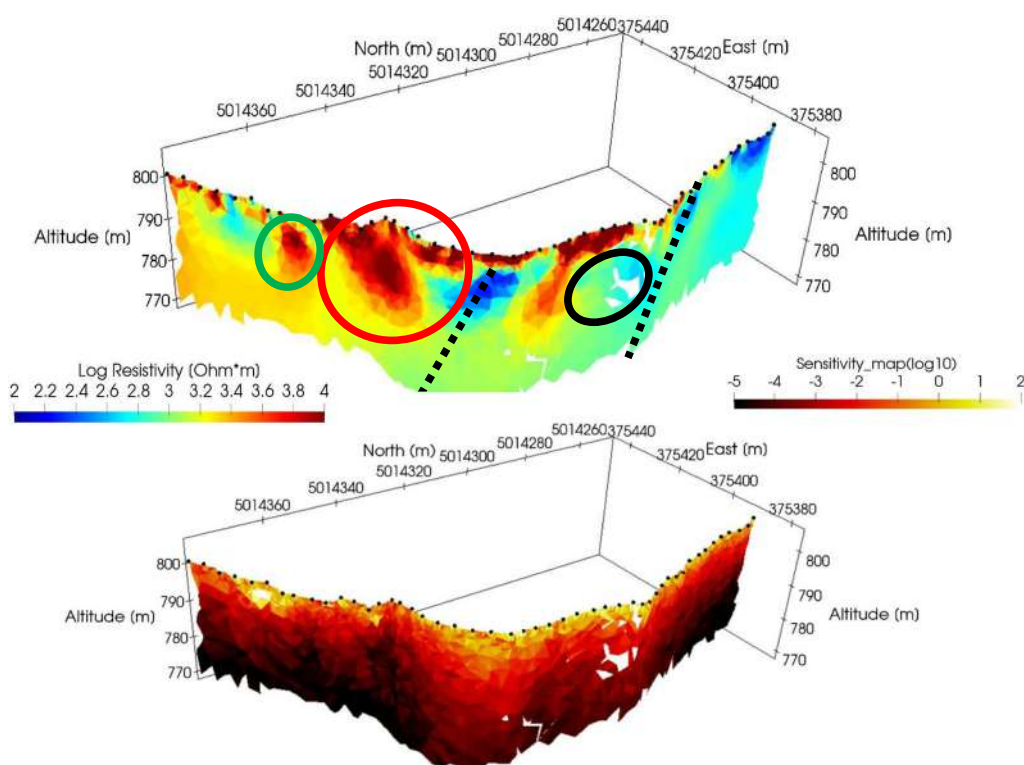 5014260 375440
North (m) 5014280 East (m)
5014300 375420
5014320 375400
5014340 375380
5014360
800 800
790 790
Altitude (m) 780 780 Altitude (m)
770 770
Log Resistivity (Ohm*m)
2 2.2 2.4 2.6 2.8 3 3.2 3.4 3.6 3.8 4
Sensitivity_map(log10)
-5 -4 -3 -2 -1 0 1 2
5014260 375440
North (m) 5014280 East (m)
5014300 375420
5014320 375400
5014340 375380
5014360
800 800
790 790
Altitude (m) 780 780 Altitude (m)
770 770